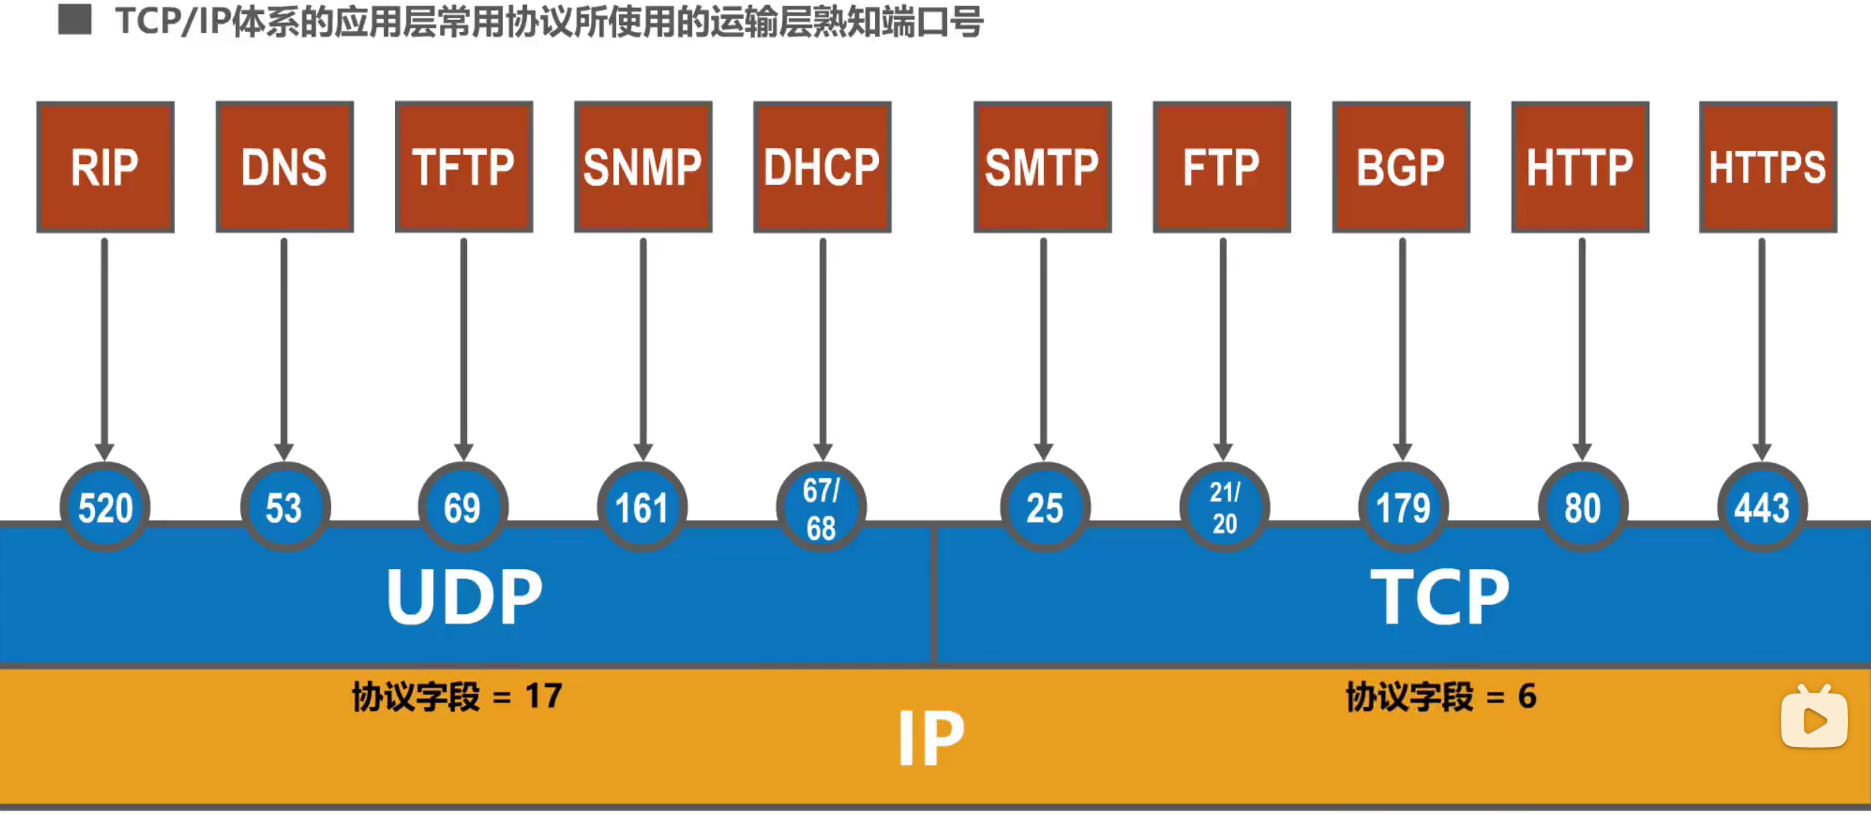 TCP/IP体系的应用层常用协议所使用的运输层熟知端口号
RIP
DNS
TFTP
SNMP
DHCP
SMTP
FTP
BGP
HTTP
HTTPS
520
53
69
161
67/
68
25
21/
20
179
80
443
UDP
TCP
协议字段 = 17
协议字段 = 6
IP